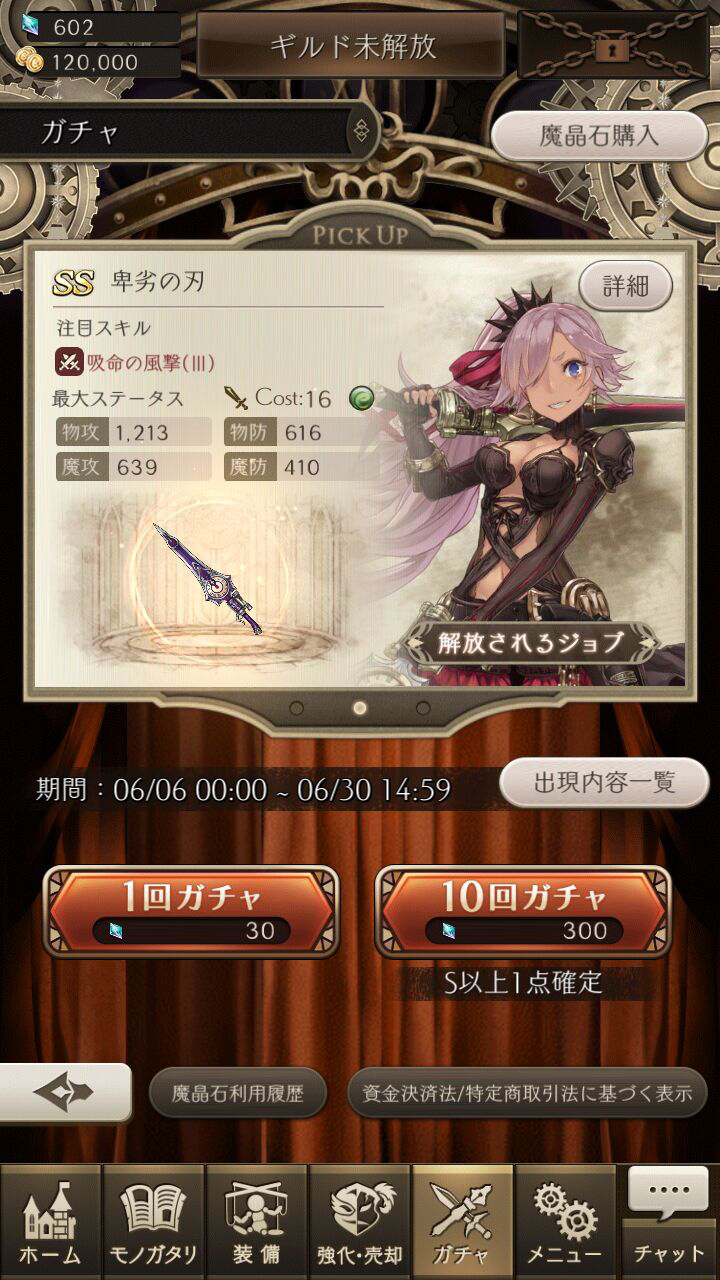 602
120,000
ギルド未解放
ガチャ
魔晶石購入
PICK UP
SS 卑劣の刃
詳細
注目スキル
吸命の風撃(III)
最大ステータス Cost:16
物攻 1,213 物防 616
魔攻 639 魔防 410
解放されるジョブ
期間:06/06 00:00 ~ 06/30 14:59
出現内容一覧
1回ガチャ
30
10回ガチャ
300
S以上1点確定
魔晶石利用履歴
資金決済法/特定商取引法に基づく表示
ホーム
モノガタリ
装備
強化・売却
ガチャ
メニュー
チャット